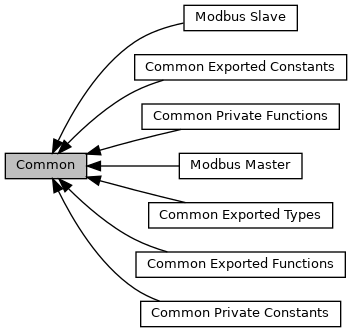 Modbus Slave
Common Exported Constants
Common Private Functions
Common
Modbus Master
Common Exported Types
Common Exported Functions
Common Private Constants